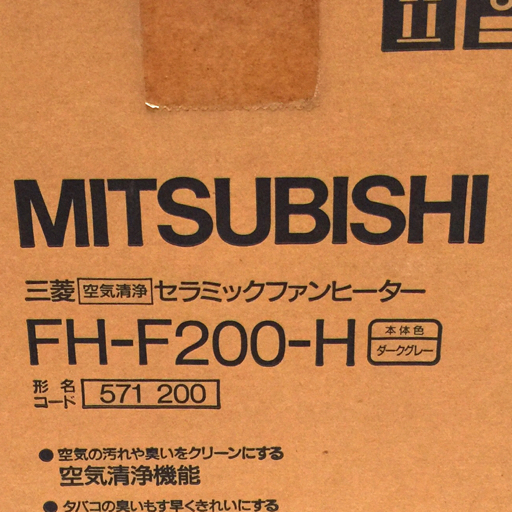 MITSUBISHI
三菱 空気清浄 セラミックファンヒーター
FH-F200-H 本体色 ダークグレー
形名コード 571 200
● 空気の汚れや臭いをクリーンにする
空気清浄機能
● タバコの臭いもす早くきれいにする